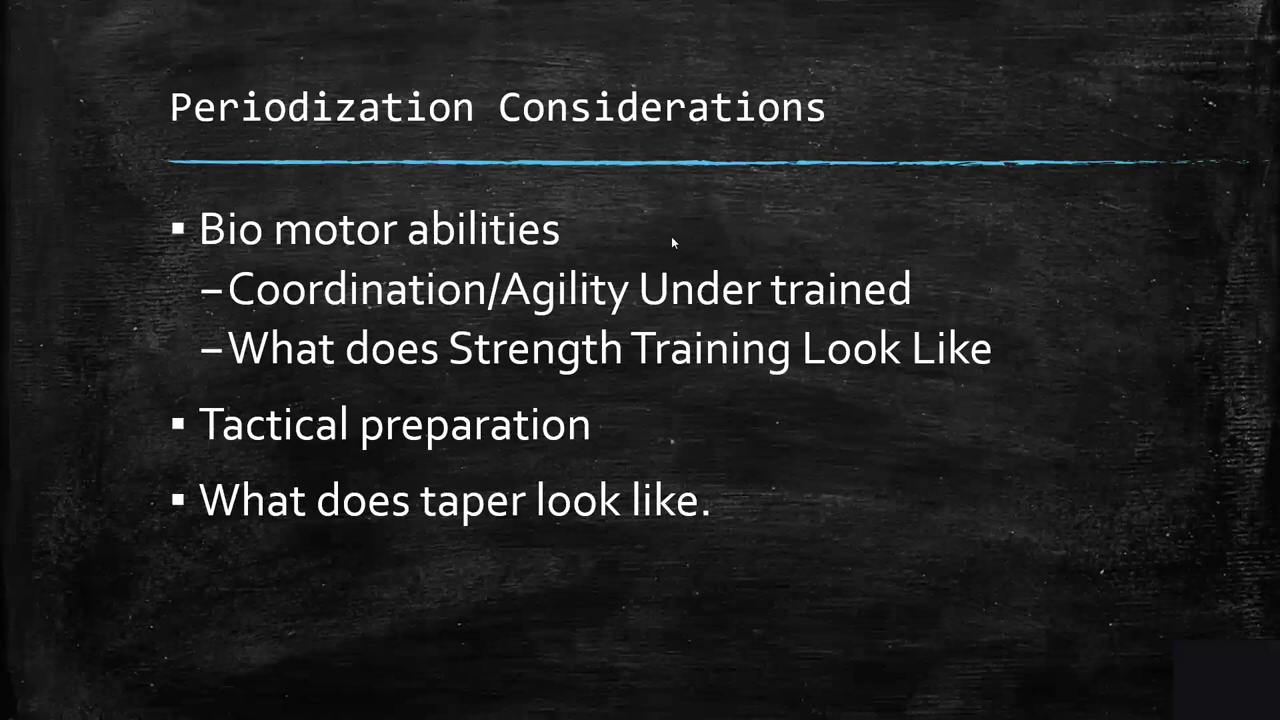 Periodization Considerations
▪ Bio motor abilities
–Coordination/Agility Under trained
–What does Strength Training Look Like
▪ Tactical preparation
▪ What does taper look like.